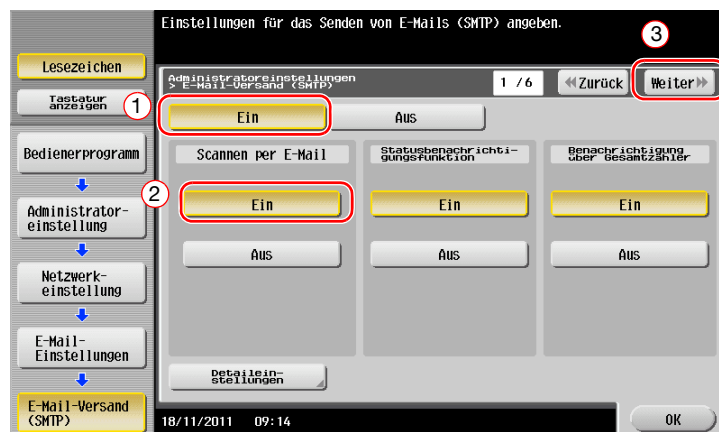 Einstellungen für das Senden von E-Mails (SMTP) angeben.
3
Lesezeichen
Administratoreinstellungen
> E-Mail-Versand (SMTP)
1 /6
Zurück
Weiter
Tastatur
anzeigen
1
Ein
Aus
Bedienerprogramm
Scannen per E-Mail
Statusbenachrichti-
gungsfunktion
Benachrichtigung
über Gesamtzähler
2
Ein
Ein
Ein
Administrator-
einstellung
Aus
Aus
Aus
Netzwerk-
einstellung
E-Mail-
Einstellungen
Detailein-
stellungen
E-Mail-Versand
(SMTP)
18/11/2011 09:14
OK